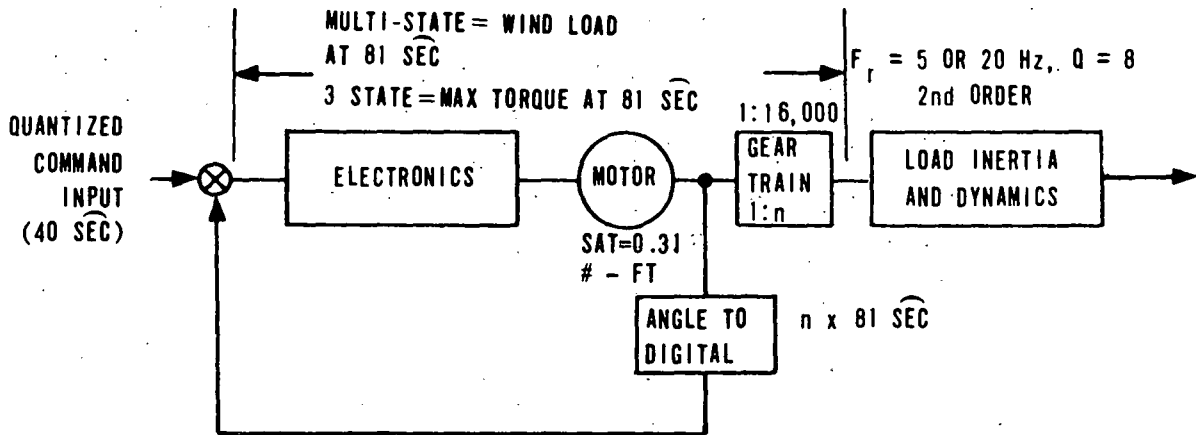 MULTI-STATE = WIND LOAD
AT 81 SEC
3 STATE = MAX TORQUE AT 81 SEC
F_r = 5 OR 20 Hz, Q = 8
2nd ORDER
QUANTIZED
COMMAND
INPUT
(40 SEC)
ELECTRONICS
MOTOR
SAT=0.31
# - FT
1:16,000
GEAR
TRAIN
1:n
LOAD INERTIA
AND DYNAMICS
ANGLE TO
DIGITAL
n x 81 SEC